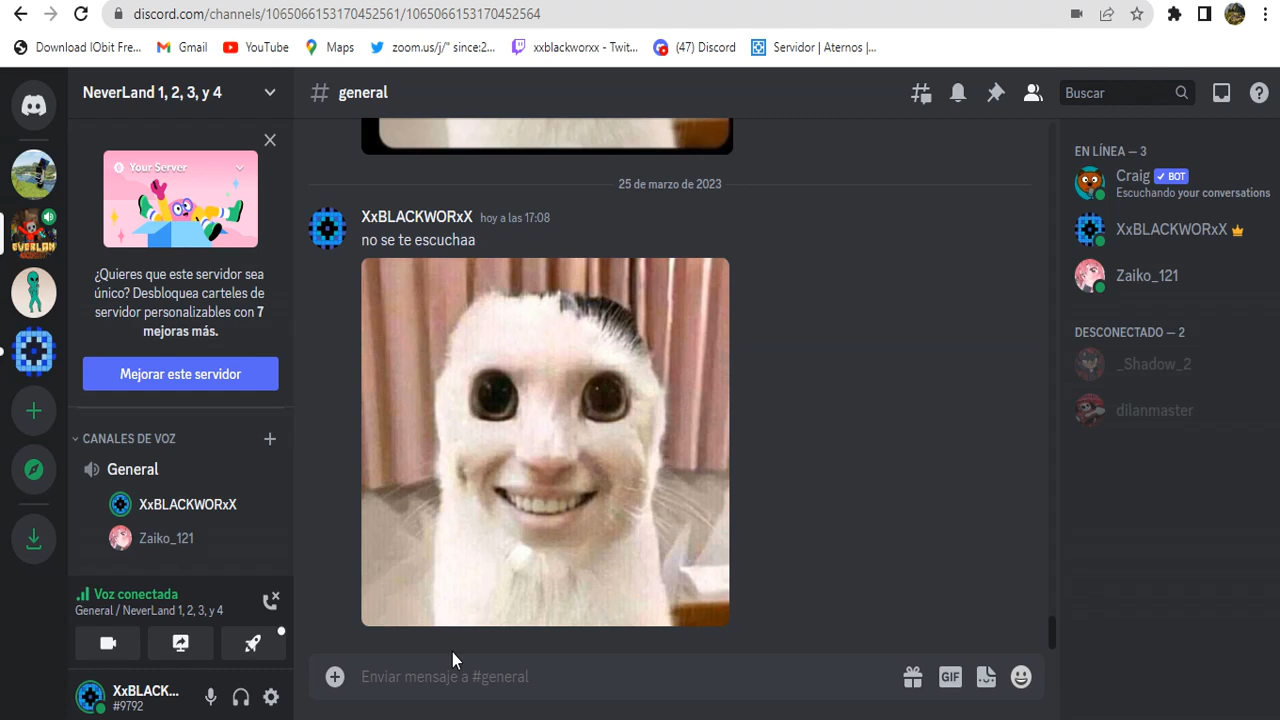 discord.com/channels/1065066153170452561/1065066153170452564
Download IObit Fre...
Gmail
YouTube
Maps
zoom.us/j/* since:2...
xxblackworxx - Twit...
(47) Discord
Servidor | Aternos |...
NeverLand 1, 2, 3, y 4
general
Buscar
Your Server
¿Quieres que este servidor sea
único? Desbloquea carteles de
servidor personalizables con 7
mejoras más.
Mejorar este servidor
CANALES DE VOZ
General
XxBLACKWORxX
Zaiko_121
Voz conectada
General / NeverLand 1, 2, 3, y 4
XxBLACK...
#9792
25 de marzo de 2023
XxBLACKWORxX hoy a las 17:08
no se te escuchaa
Enviar mensaje a #general
GIF
EN LÍNEA — 3
Craig BOT
Escuchando your conversations
XxBLACKWORxX
Zaiko_121
DESCONECTADO — 2
_Shadow_2
dilanmaster